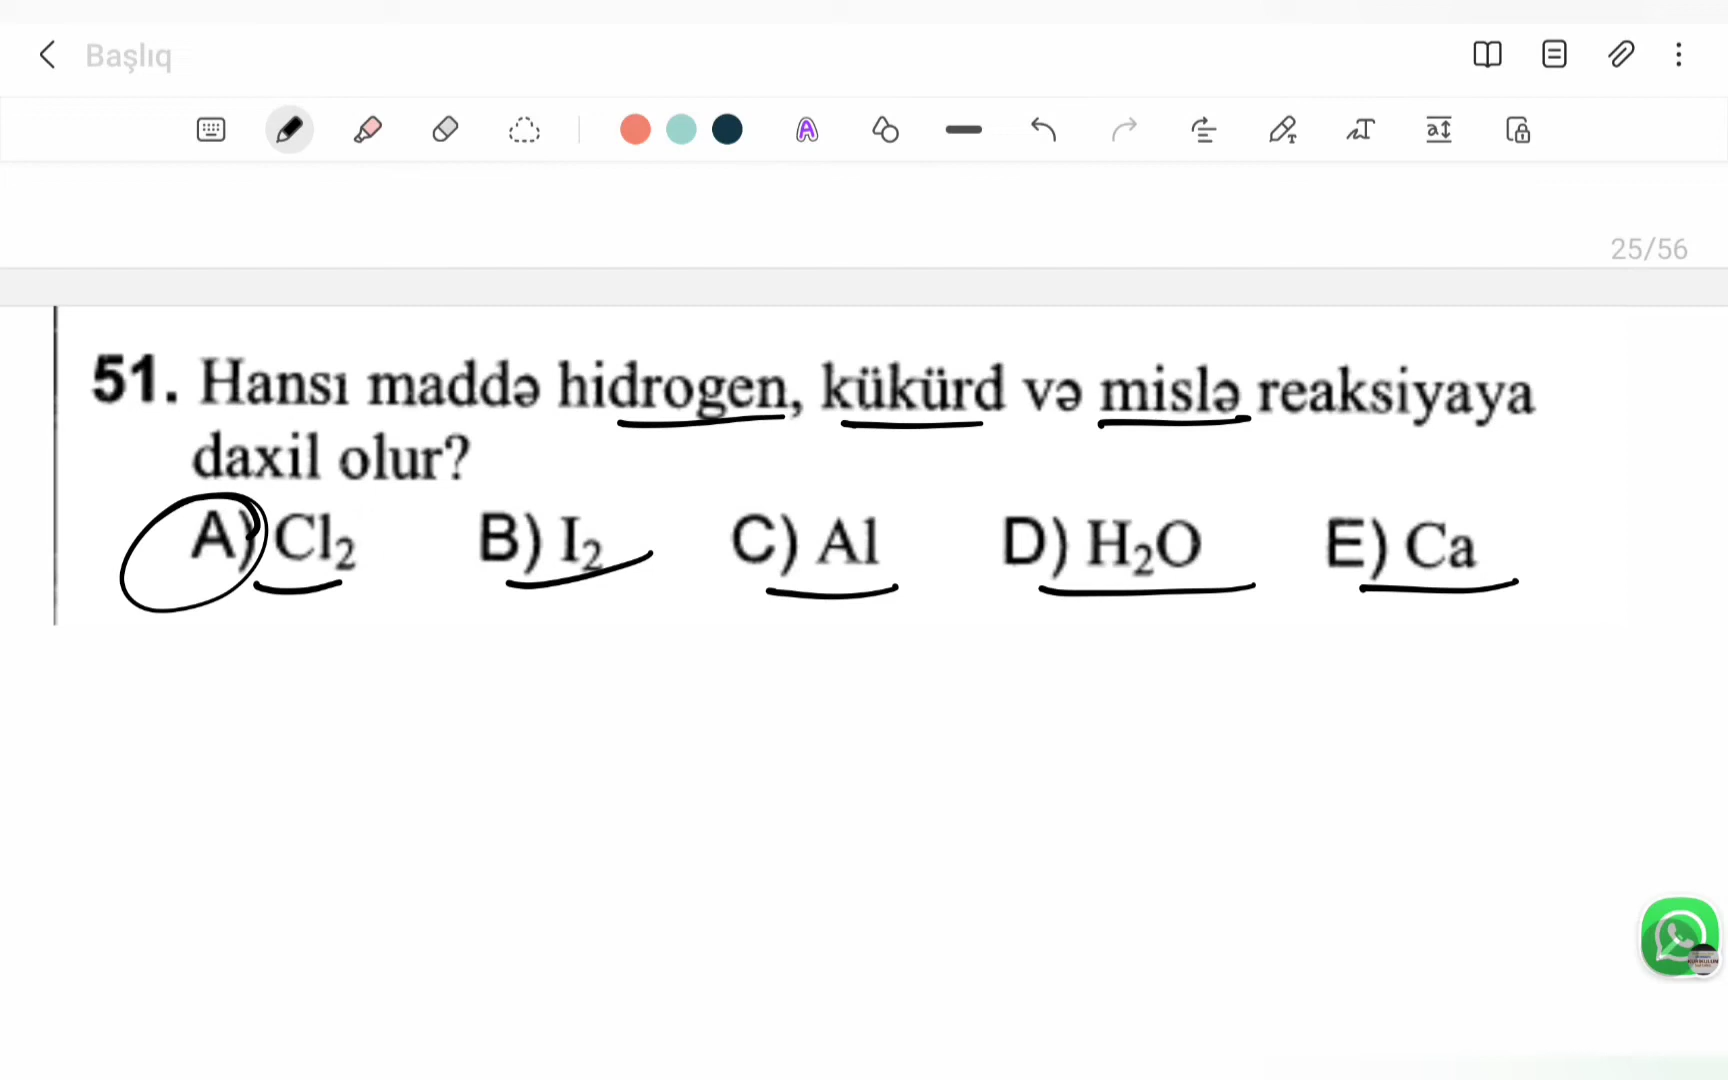 Başlıq
25/56
51. Hansı maddə hidrogen, kükürd və mislə reaksiyaya
daxil olur?
A) Cl₂ B) I₂ C) Al D) H₂O E) Ca